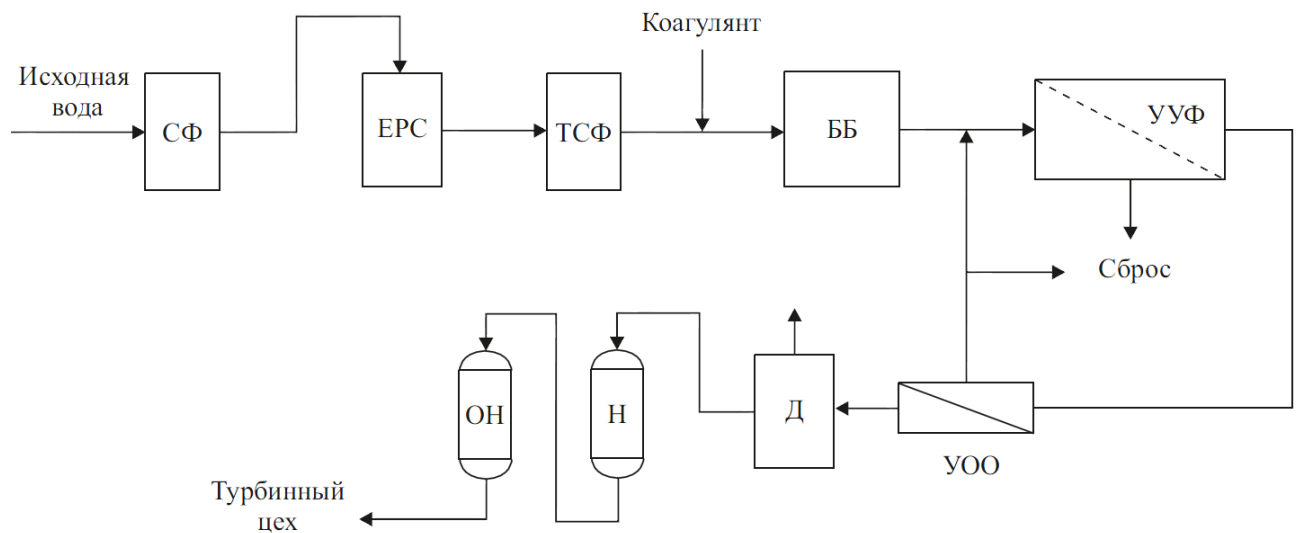 Коагулянт
Исходная
вода
СФ
ЕРС
ТСФ
ББ
УУФ
Сброс
ОН
Н
Д
УОО
Турбинный
цех